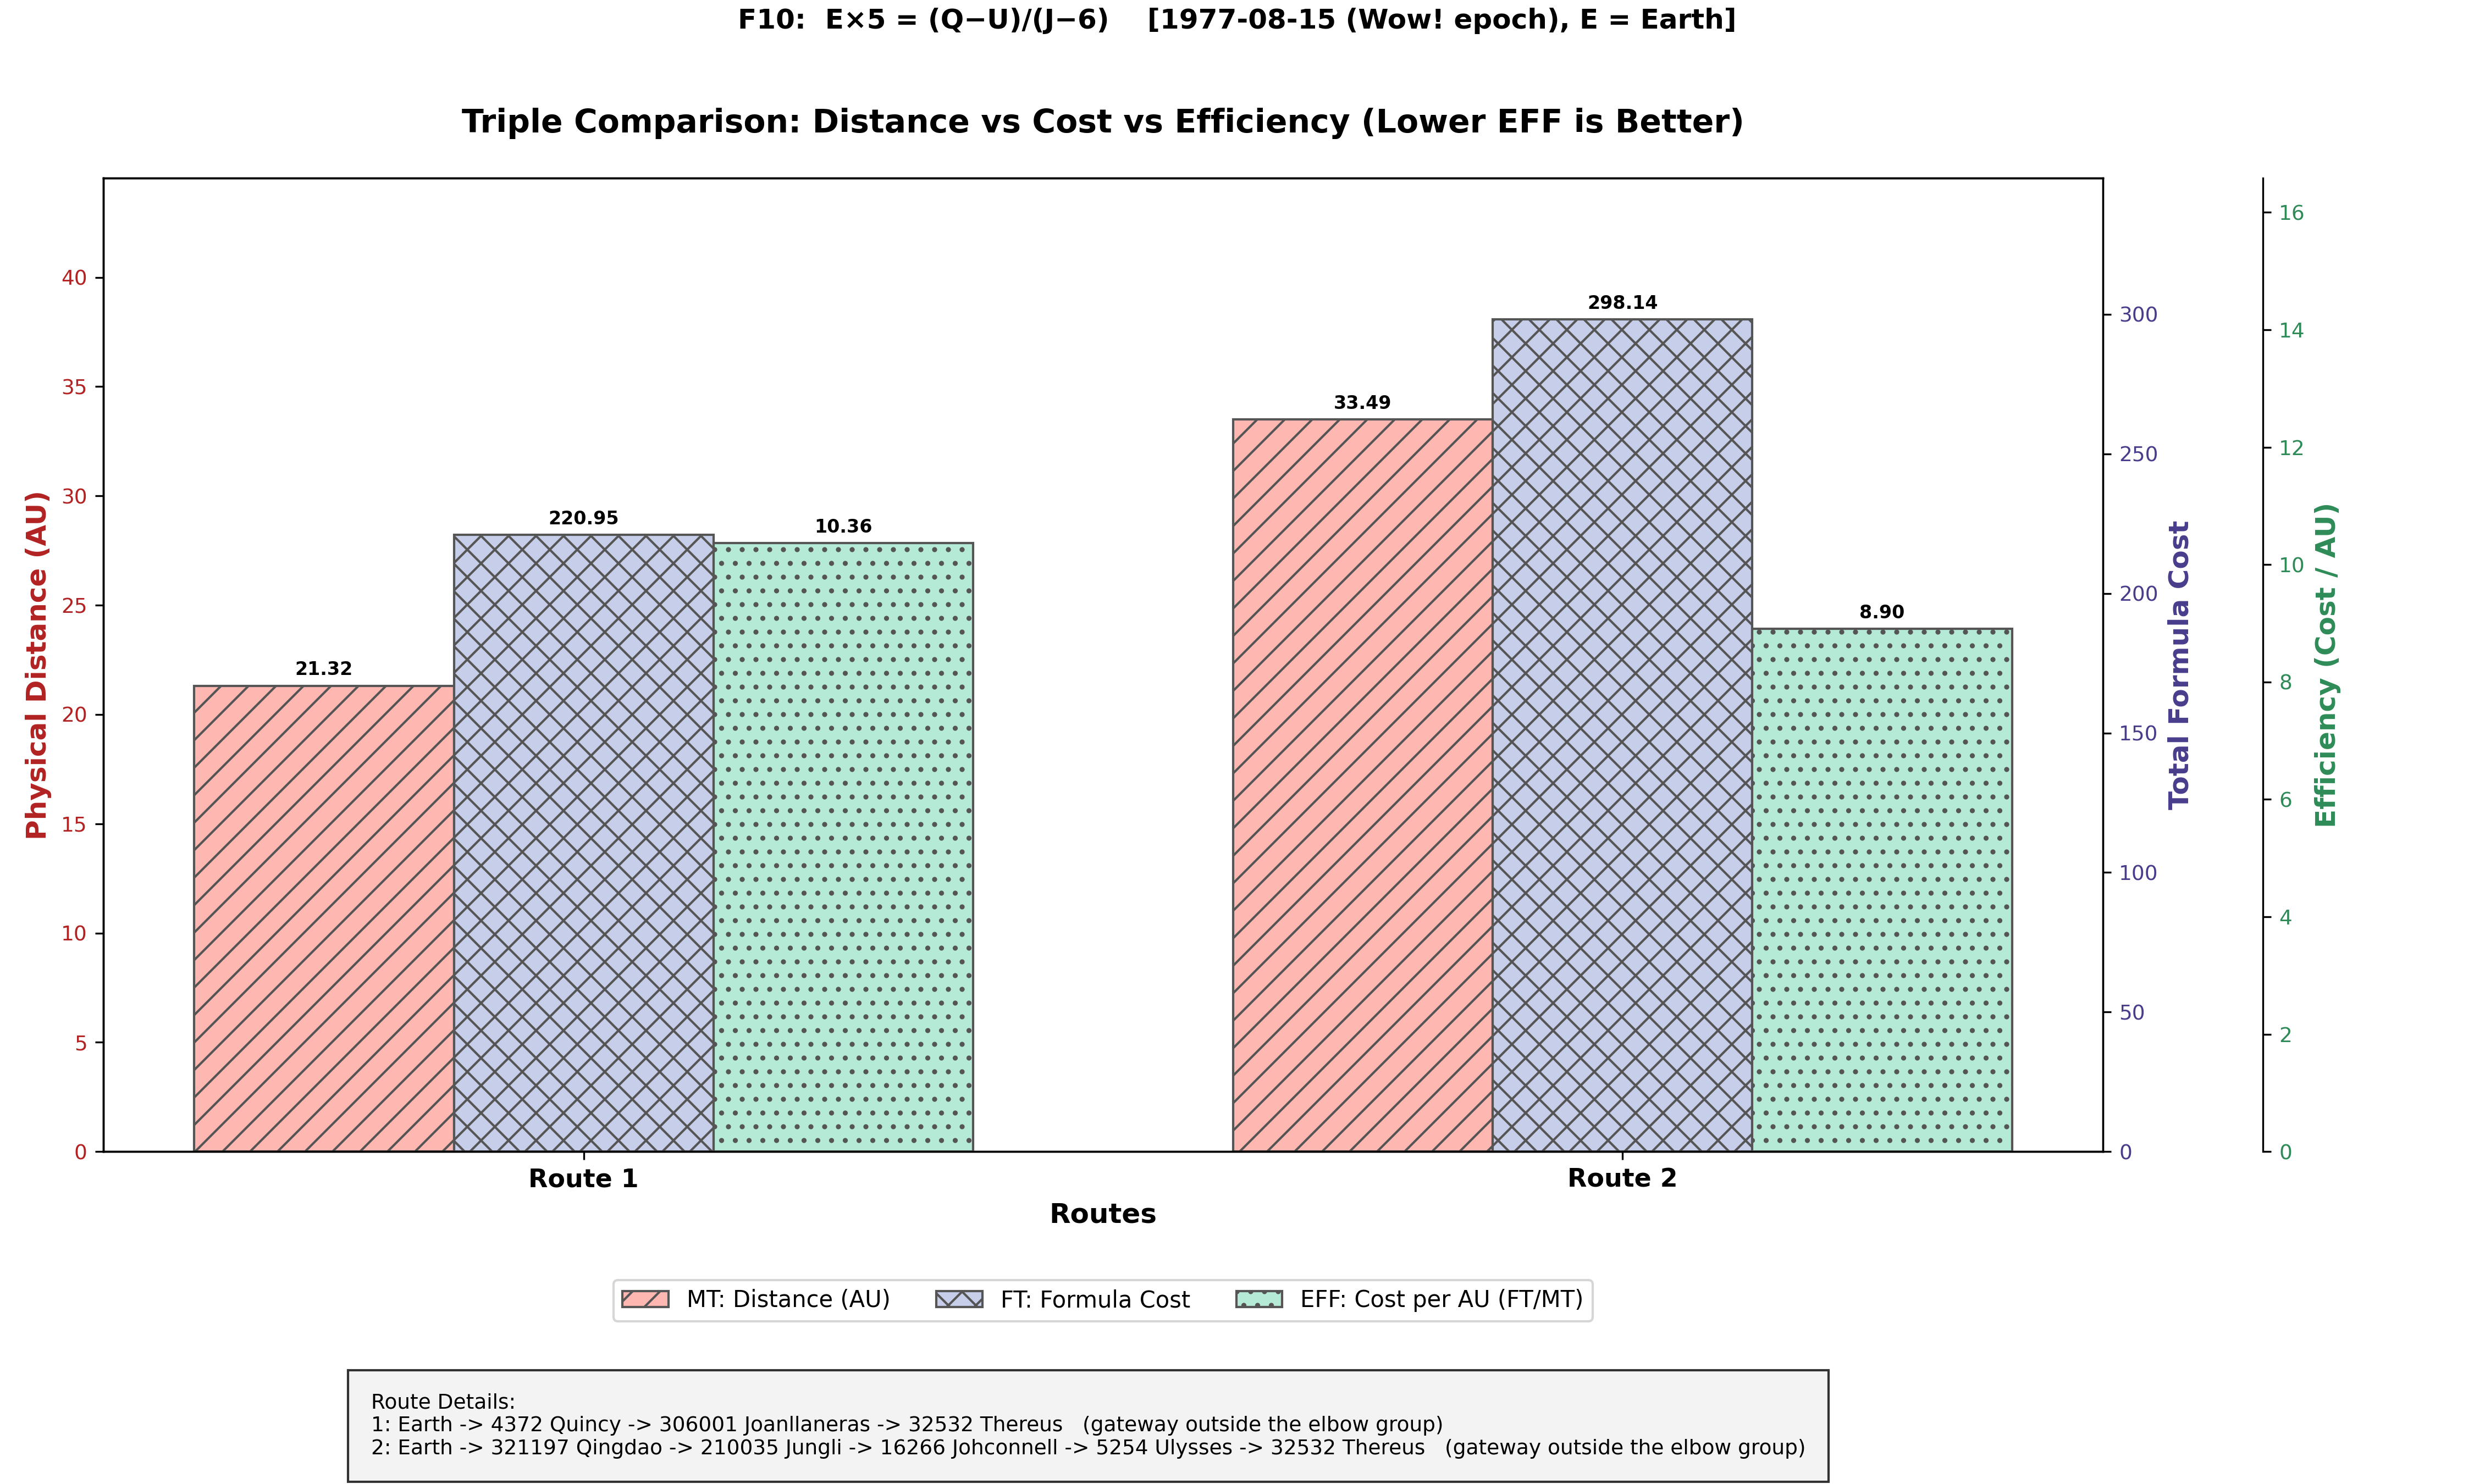 F10:  E×5 = (Q−U)/(J−6)    [1977-08-15 (Wow! epoch), E = Earth]
Triple Comparison: Distance vs Cost vs Efficiency (Lower EFF is Better)
Physical Distance (AU)
40
35
30
25
20
15
10
5
0
21.32
220.95
10.36
33.49
298.14
8.90
300
250
200
150
100
50
0
Total Formula Cost
16
14
12
10
8
6
4
2
0
Efficiency (Cost / AU)
Route 1
Route 2
Routes
MT: Distance (AU)
FT: Formula Cost
EFF: Cost per AU (FT/MT)
Route Details:
1: Earth -> 4372 Quincy -> 306001 Joanllaneras -> 32532 Thereus   (gateway outside the elbow group)
2: Earth -> 321197 Qingdao -> 210035 Jungli -> 16266 Johconnell -> 5254 Ulysses -> 32532 Thereus   (gateway outside the elbow group)